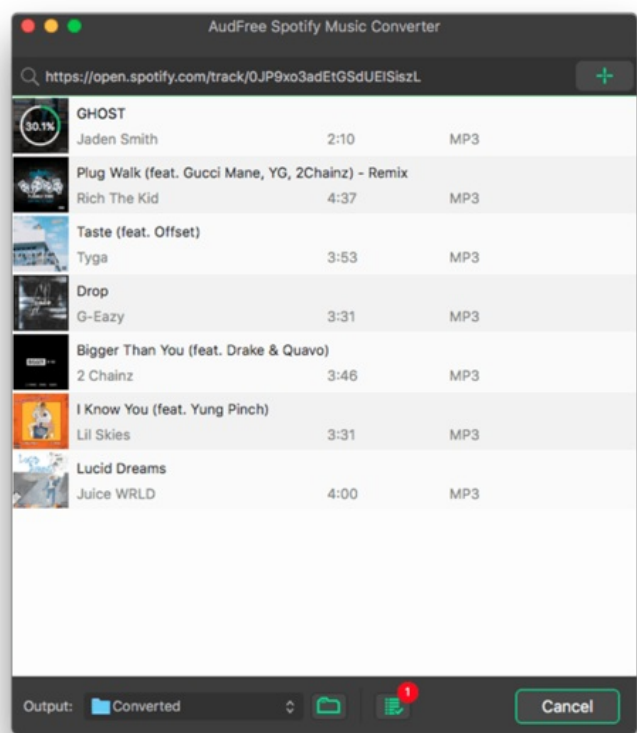 AudFree Spotify Music Converter
https://open.spotify.com/track/0JP9xo3adEtGSdUEISiszL
30.1%
GHOST
Jaden Smith 2:10 MP3
Plug Walk (feat. Gucci Mane, YG, 2Chainz) - Remix
Rich The Kid 4:37 MP3
Taste (feat. Offset)
Tyga 3:53 MP3
Drop
G-Eazy 3:31 MP3
Bigger Than You (feat. Drake & Quavo)
2 Chainz 3:46 MP3
I Know You (feat. Yung Pinch)
Lil Skies 3:31 MP3
Lucid Dreams
Juice WRLD 4:00 MP3
1
Output: Converted Cancel